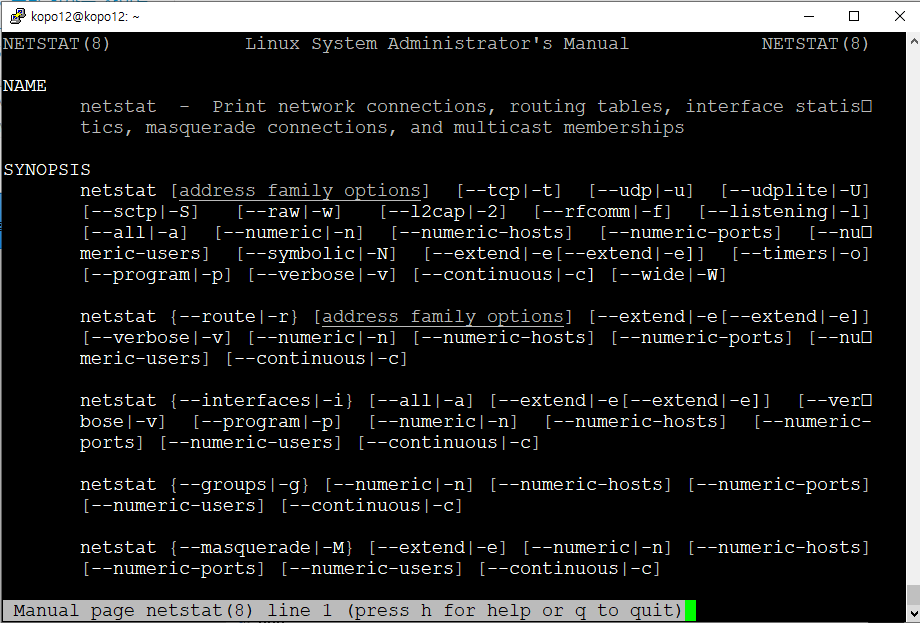 kopo12@kopo12: ~
NETSTAT(8) Linux System Administrator's Manual NETSTAT(8)
NAME
netstat - Print network connections, routing tables, interface statis□
tics, masquerade connections, and multicast memberships
SYNOPSIS
netstat [address_family_options] [--tcp|-t] [--udp|-u] [--udplite|-U]
[--sctp|-S] [--raw|-w] [--l2cap|-2] [--rfcomm|-f] [--listening|-l]
[--all|-a] [--numeric|-n] [--numeric-hosts] [--numeric-ports] [--nu□
meric-users] [--symbolic|-N] [--extend|-e[--extend|-e]] [--timers|-o]
[--program|-p] [--verbose|-v] [--continuous|-c] [--wide|-W]
netstat {--route|-r} [address_family_options] [--extend|-e[--extend|-e]]
[--verbose|-v] [--numeric|-n] [--numeric-hosts] [--numeric-ports] [--nu□
meric-users] [--continuous|-c]
netstat {--interfaces|-i} [--all|-a] [--extend|-e[--extend|-e]] [--ver□
bose|-v] [--program|-p] [--numeric|-n] [--numeric-hosts] [--numeric-
ports] [--numeric-users] [--continuous|-c]
netstat {--groups|-g} [--numeric|-n] [--numeric-hosts] [--numeric-ports]
[--numeric-users] [--continuous|-c]
netstat {--masquerade|-M} [--extend|-e] [--numeric|-n] [--numeric-hosts]
[--numeric-ports] [--numeric-users] [--continuous|-c]
Manual page netstat(8) line 1 (press h for help or q to quit)